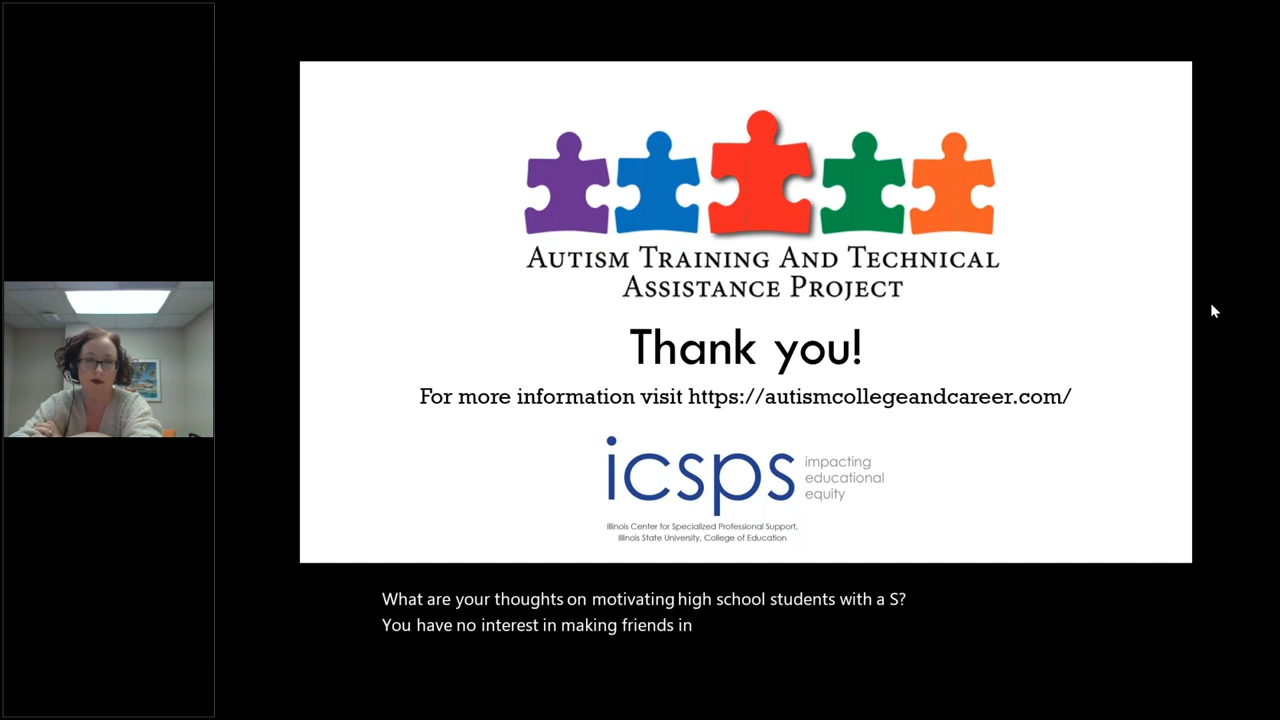 AUTISM TRAINING AND TECHNICAL
ASSISTANCE PROJECT
Thank you!
For more information visit https://autismcollegeandcareer.com/
icsps
impacting
educational
equity
Illinois Center for Specialized Professional Support,
Illinois State University, College of Education
What are your thoughts on motivating high school students with a S?
You have no interest in making friends in